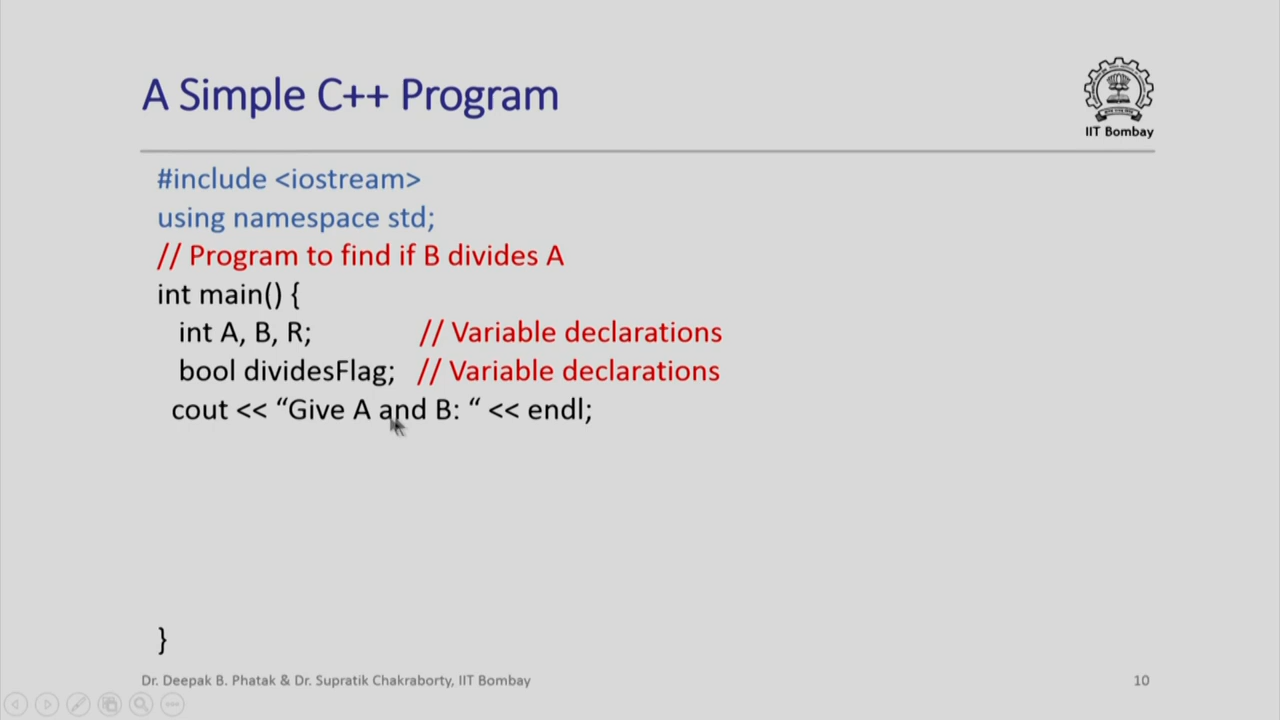 A Simple C++ Program
IIT Bombay
#include <iostream>
using namespace std;
// Program to find if B divides A
int main() {
int A, B, R; // Variable declarations
bool dividesFlag; // Variable declarations
cout << “Give A and B: “ << endl;
}
Dr. Deepak B. Phatak & Dr. Supratik Chakraborty, IIT Bombay
10